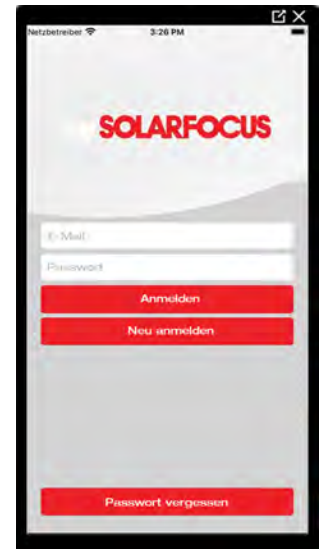 Netzbetreiber 3:26 PM
SOLARFOCUS
E-Mail
Passwort
Anmelden
Neu anmelden
Passwort vergessen